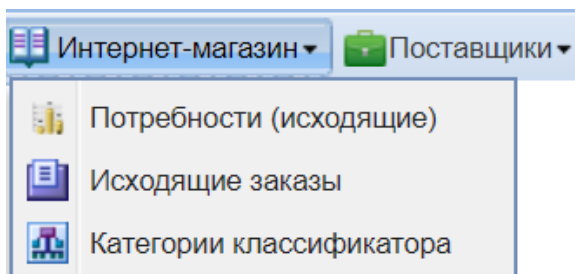 Интернет-магазин Поставщики
Потребности (исходящие)
Исходящие заказы
Категории классификатора